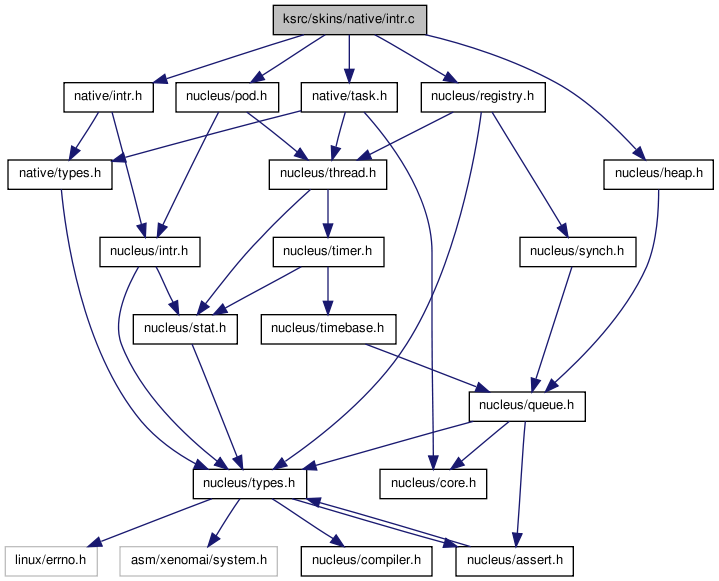 ksrc/skins/native/intr.c
native/intr.h
nucleus/pod.h
native/task.h
nucleus/registry.h
native/types.h
nucleus/thread.h
nucleus/heap.h
nucleus/intr.h
nucleus/timer.h
nucleus/synch.h
nucleus/stat.h
nucleus/timebase.h
nucleus/queue.h
nucleus/types.h
nucleus/core.h
linux/errno.h
asm/xenomai/system.h
nucleus/compiler.h
nucleus/assert.h